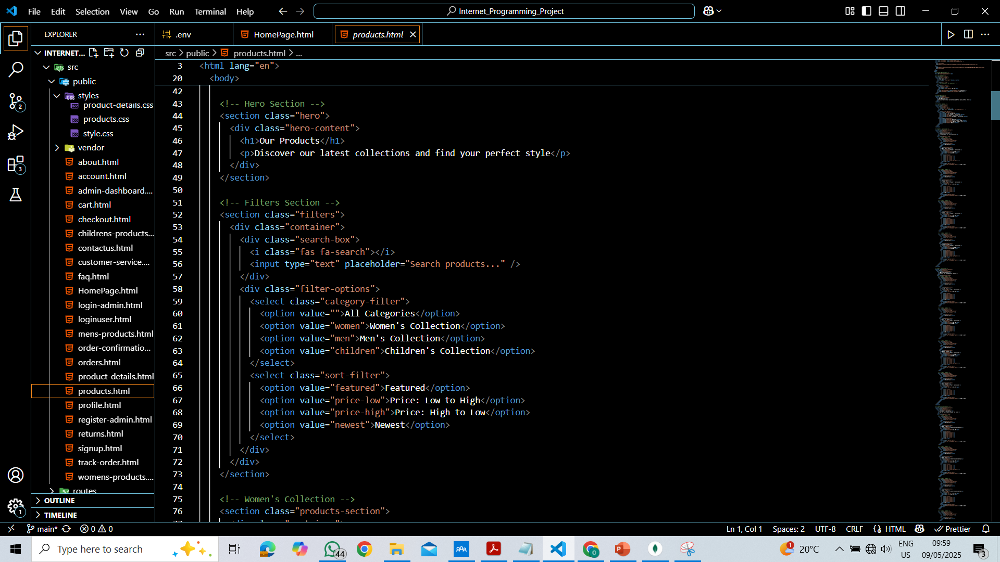 File Edit Selection View Go Run Terminal Help
Internet_Programming_Project
EXPLORER
.env
HomePage.html
products.html
INTERNET...
src > public > products.html > ...
src
public
styles
product-details.css
products.css
style.css
vendor
about.html
account.html
admin-dashboard....
cart.html
checkout.html
childrens-products...
contactus.html
customer-service....
faq.html
HomePage.html
login-admin.html
loginuser.html
mens-products.html
order-confirmatio...
orders.html
product-details.html
products.html
profile.html
register-admin.html
returns.html
signup.html
track-order.html
womens-products....
routes
OUTLINE
TIMELINE
2
3
1
3 <html lang="en">
20 <body>
42
43 <!-- Hero Section -->
44 <section class="hero">
45 <div class="hero-content">
46 <h1>Our Products</h1>
47 <p>Discover our latest collections and find your perfect style</p>
48 </div>
49 </section>
50
51 <!-- Filters Section -->
52 <section class="filters">
53 <div class="container">
54 <div class="search-box">
55 <i class="fas fa-search"></i>
56 <input type="text" placeholder="Search products..." />
57 </div>
58 <div class="filter-options">
59 <select class="category-filter">
60 <option value="">All Categories</option>
61 <option value="women">Women's Collection</option>
62 <option value="men">Men's Collection</option>
63 <option value="children">Children's Collection</option>
64 </select>
65 <select class="sort-filter">
66 <option value="featured">Featured</option>
67 <option value="price-low">Price: Low to High</option>
68 <option value="price-high">Price: High to Low</option>
69 <option value="newest">Newest</option>
70 </select>
71 </div>
72 </div>
73 </section>
74
75 <!-- Women's Collection -->
76 <section class="products-section">
main* 0 0
Ln 1, Col 1 Spaces: 2 UTF-8 CRLF HTML Prettier
Type here to search
44
1
20°C
ENG
US
09:59
09/05/2025
3